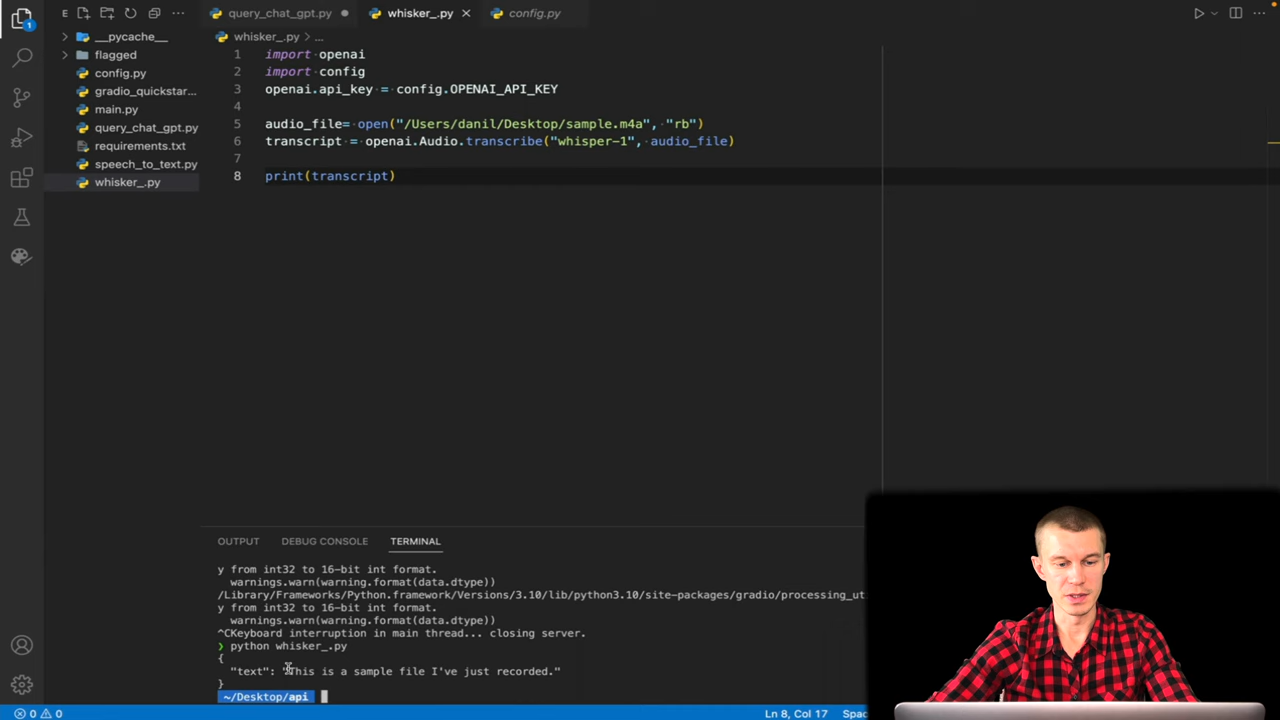 E
query_chat_gpt.py
whisker_.py
config.py
__pycache__
flagged
config.py
gradio_quickstar...
main.py
query_chat_gpt.py
requirements.txt
speech_to_text.py
whisker_.py
1
whisker_.py > ...
1 import openai
2 import config
3 openai.api_key = config.OPENAI_API_KEY
4
5 audio_file= open("/Users/danil/Desktop/sample.m4a", "rb")
6 transcript = openai.Audio.transcribe("whisper-1", audio_file)
7
8 print(transcript)
OUTPUT DEBUG CONSOLE TERMINAL
y from int32 to 16-bit int format.
warnings.warn(warning.format(data.dtype))
/Library/Frameworks/Python.framework/Versions/3.10/lib/python3.10/site-packages/gradio/processing_ut
y from int32 to 16-bit int format.
warnings.warn(warning.format(data.dtype))
^CKeyboard interruption in main thread... closing server.
❯ python whisker_.py
{
"text": "This is a sample file I've just recorded."
}
~/Desktop/api
0 0
Ln 8, Col 17 Spac